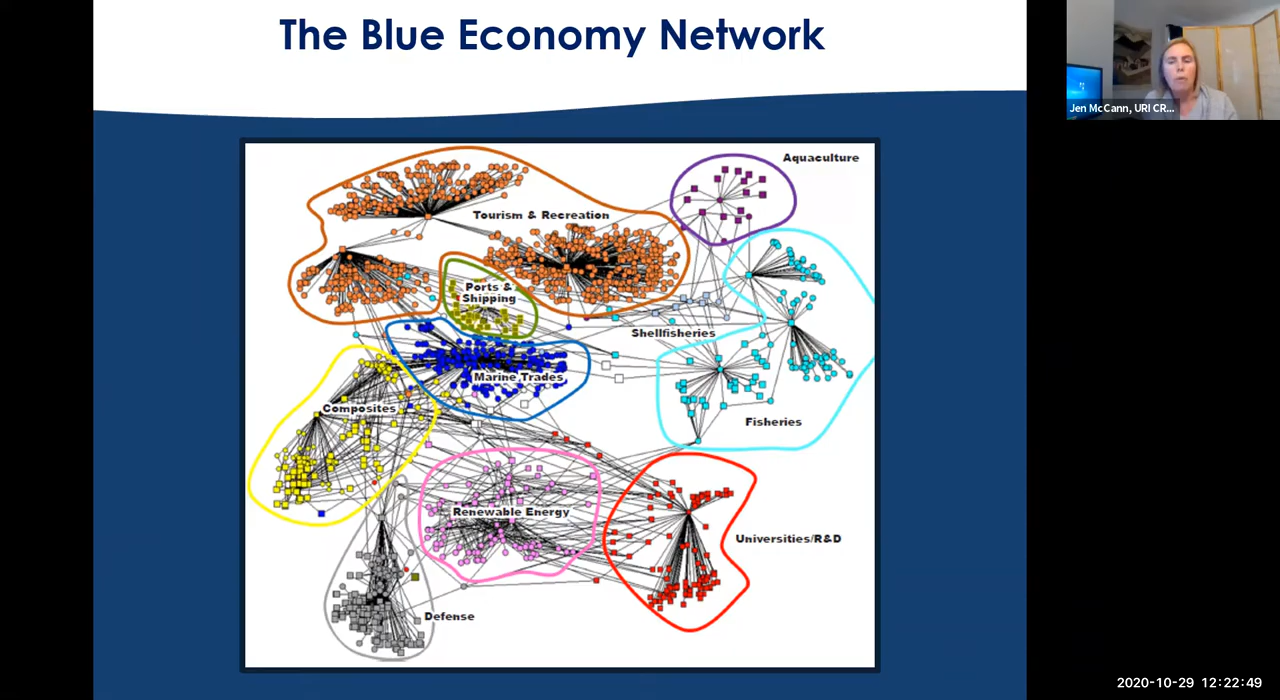 The Blue Economy Network
Jen McCann, URI CR...
Aquaculture
Tourism & Recreation
Ports &
Shipping
Shellfisheries
Marine Trades
Composites
Fisheries
Renewable Energy
Universities/R&D
Defense
2020-10-29 12:22:49